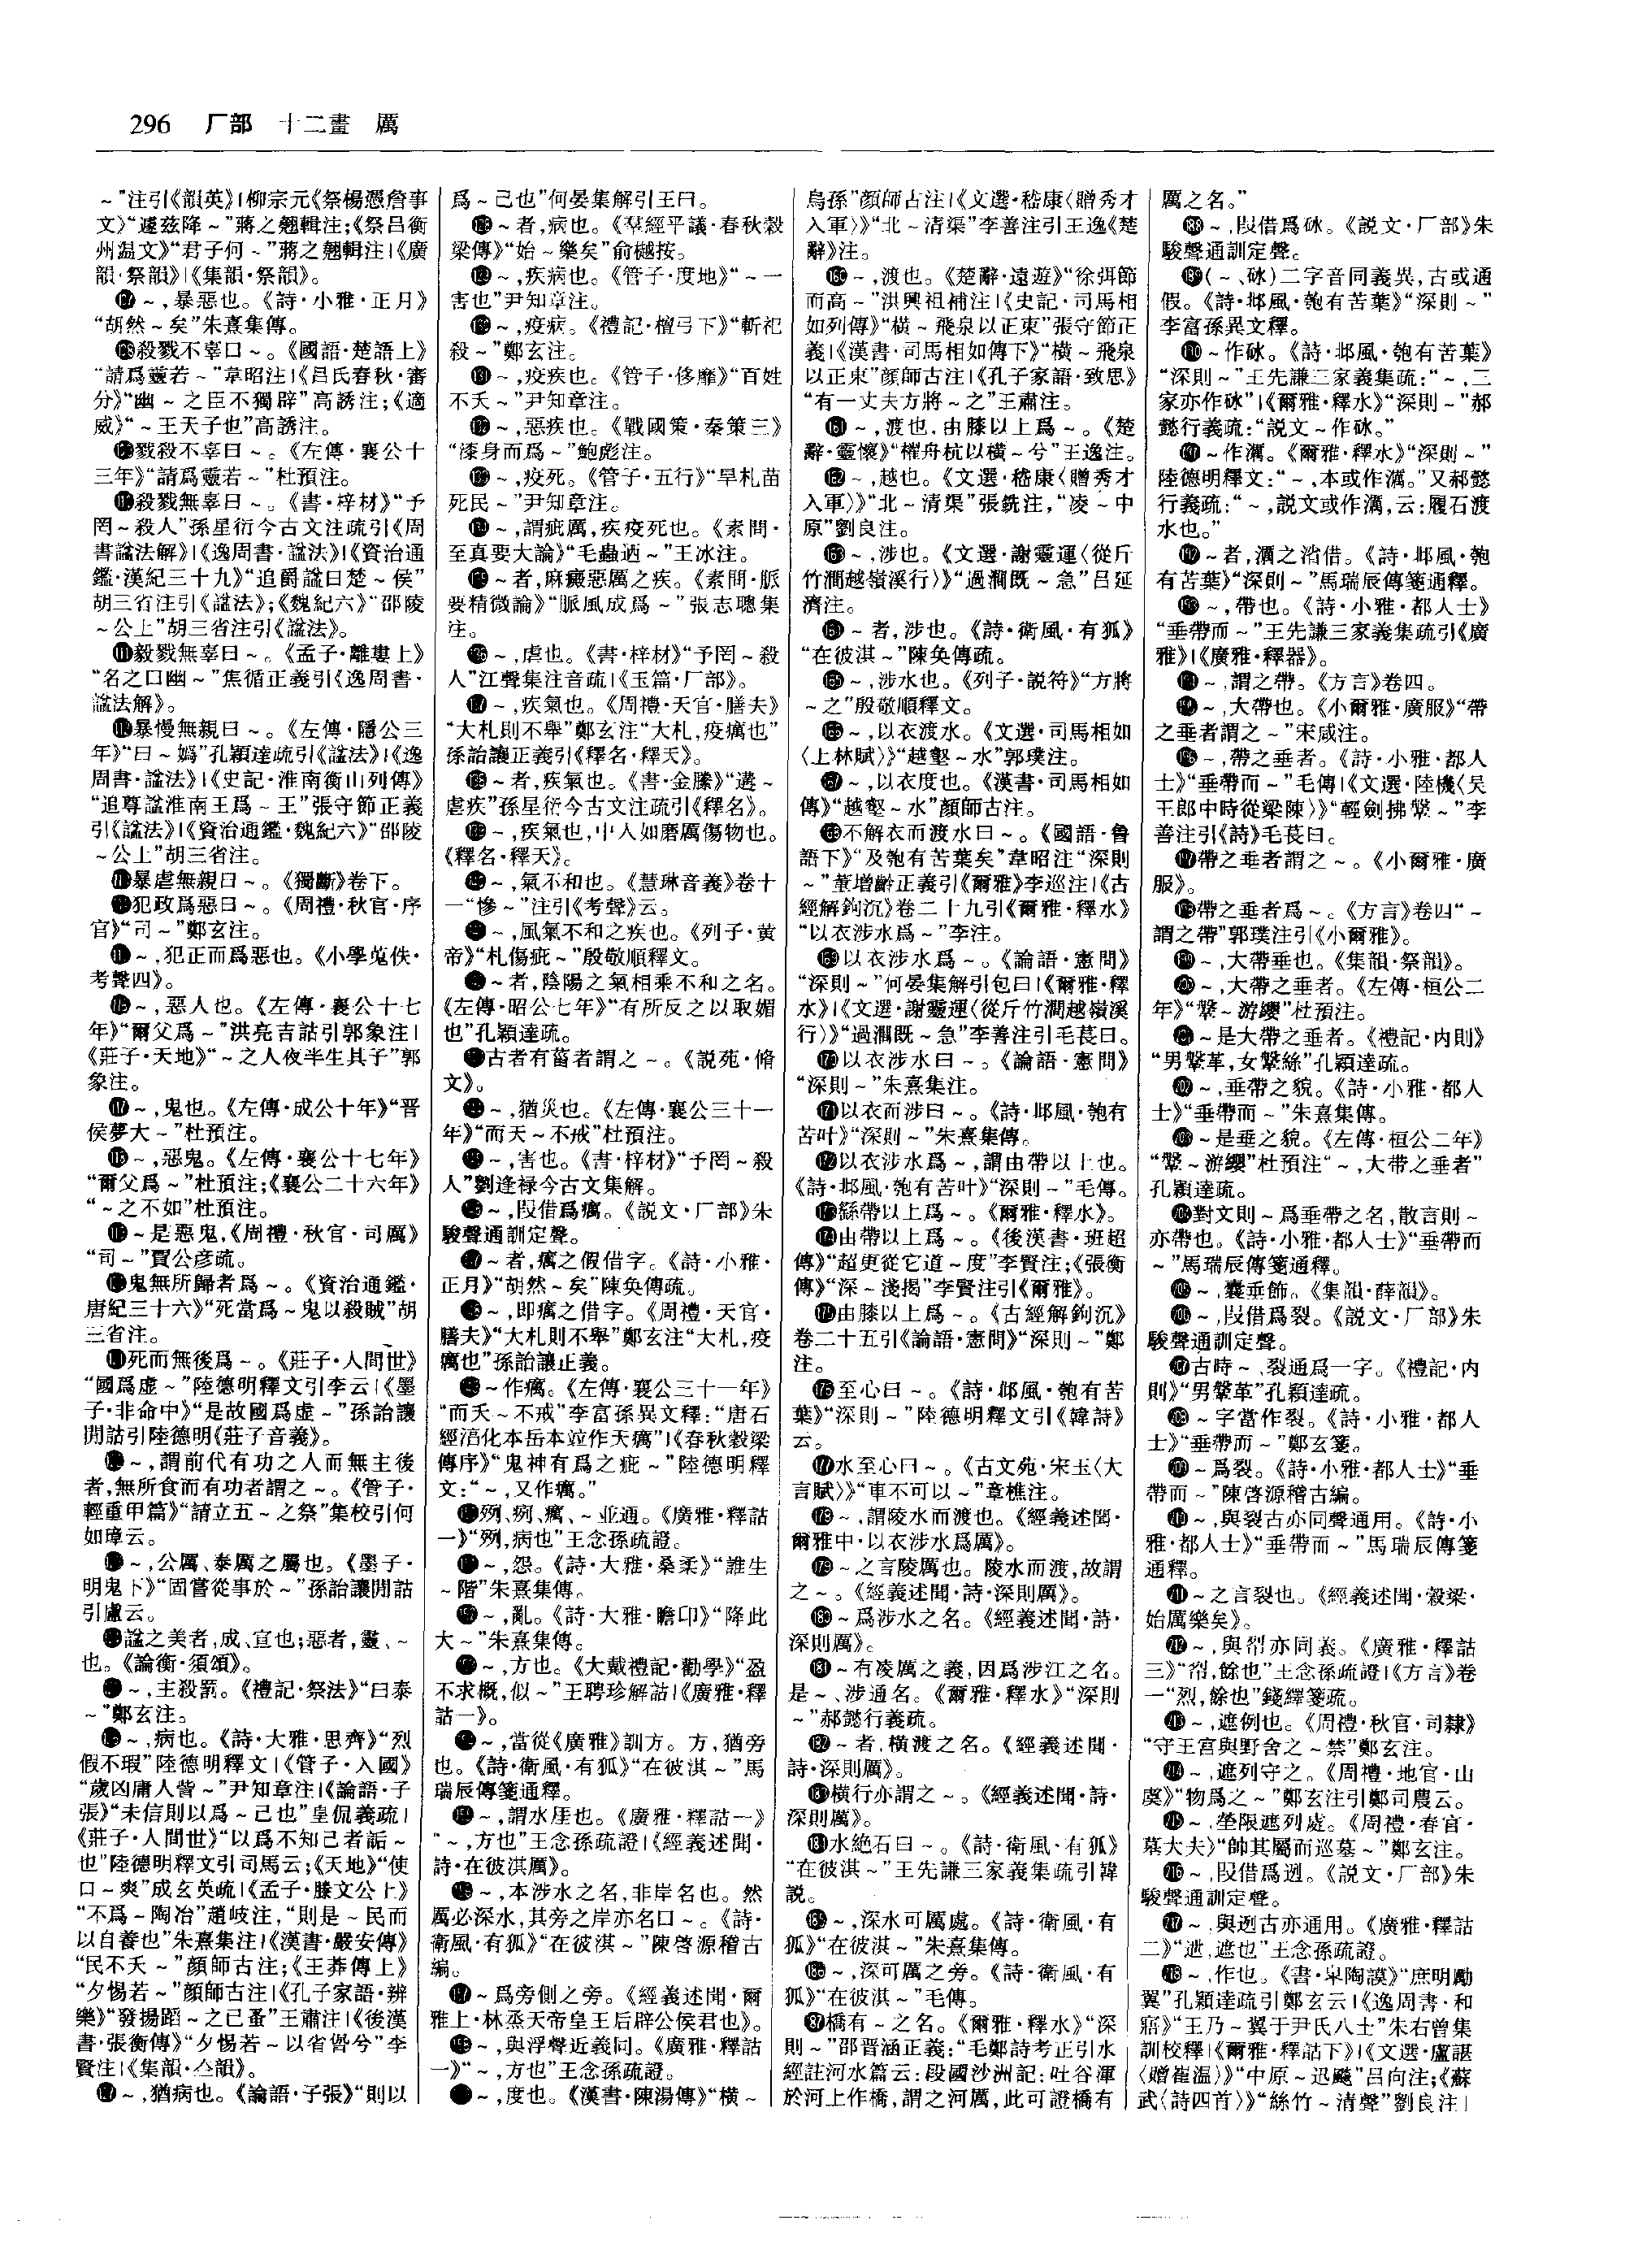 296 厂部 十二畫 厲
～”注引《韻英》|柳宗元《祭楊憑詹事
文》“遽兹降～”蔣之翹輯注;《祭吕衡
州温文》“君子何～”蔣之翹輯注|《廣
韻·祭韻》|《集韻·祭韻》。
～,暴惡也。《詩·小雅·正月》
“胡然～矣”朱熹集傳。
殺戮不辜曰～。《國語·楚語上》
“請爲靈若～”韋昭注|《吕氏春秋·審
分》“幽～之臣不獨辟”高誘注;《適
威》“～王天子也”高誘注。
戮殺不辜曰～。《左傳·襄公十
三年》“請爲靈若～”杜預注。
殺戮無辜曰～。《書·梓材》“予
罔～殺人”孫星衍今古文注疏引《周
書謚法解》|《逸周書·謚法》|《資治通
鑑·漢紀三十九》“追爵謚曰楚～侯”
胡三省注引《謚法》;《魏紀六》“邵陵
～公上”胡三省注引《謚法》。
殺戮無辜曰～。《孟子·離婁上》
“名之曰幽～”焦循正義引《逸周書·
謚法解》。
暴慢無親曰～。《左傳·隱公三
年》“曰～嬀”孔穎達疏引《謚法》|《逸
周書·謚法》|《史記·淮南衡山列傳》
“追尊謚淮南王爲～王”張守節正義
引《謚法》|《資治通鑑·魏紀六》“邵陵
～公上”胡三省注。
暴虐無親曰～。《獨斷》卷下。
犯政爲惡曰～。《周禮·秋官·序
官》“司～”鄭玄注。
～,犯正而爲惡也。《小學蒐佚·
考聲四》。
～,惡人也。《左傳·襄公十七
年》“爾父爲～”洪亮吉詁引郭象注|
《莊子·天地》“～之人夜半生其子”郭
象注。
～,鬼也。《左傳·成公十年》“晋
侯夢大～”杜預注。
～,惡鬼。《左傳·襄公十七年》
“爾父爲～”杜預注;《襄公二十六年》
“～之不如”杜預注。
～是惡鬼,《周禮·秋官·司厲》
“司～”賈公彦疏。
鬼無所歸者爲～。《資治通鑑·
唐紀三十六》“死當爲～鬼以殺賊”胡
三省注。
死而無後爲～。《莊子·人間世》
“國爲虚～”陸德明釋文引李云|《墨
子·非命中》“是故國爲虚～”孫詒讓
閒詁引陸德明《莊子音義》。
～,謂前代有功之人而無主後
者,無所食而有功者謂之～。《管子·
輕重甲篇》“請立五～之祭”集校引何
如璋云。
～,公厲、泰厲之屬也。《墨子·
明鬼下》“固嘗從事於～”孫詒讓閒詁
引盧云。
謚之美者,成、宣也;惡者,靈、～
也。《論衡·須頌》。
～,主殺罰。《禮記·祭法》“曰泰
～”鄭玄注。
～,病也。《詩·大雅·思齊》“烈
假不瑕”陸德明釋文|《管子·入國》
“歲凶庸人訾～”尹知章注|《論語·子
張》“未信則以爲～己也”皇侃義疏|
《莊子·人間世》“以爲不知己者詬～
也”陸德明釋文引司馬云;《天地》“使
口～爽”成玄英疏|《孟子·滕文公上》
“不爲～陶冶”趙岐注,“則是～民而
以自養也”朱熹集注|《漢書·嚴安傳》
“民不夭～”顔師古注;《王莽傳上》
“夕惕若～”顔師古注|《孔子家語·辨
樂》“發揚蹈～之已蚤”王肅注|《後漢
書·張衡傳》“夕惕若～以省諐兮”李
賢注|《集韻·仚韻》。
～,猶病也。《論語·子張》“則以
爲～己也”何晏集解引王曰。
～者,病也。《羣經平議·春秋穀
梁傳》“始～樂矣”俞樾按。
～,疾病也。《管子·度地》“～一
害也”尹知章注。
～,疫病。《禮記·檀弓下》“斬祀
殺～”鄭玄注。
～,疫疾也。《管子·侈靡》“百姓
不夭～”尹知章注。
～,惡疾也。《戰國策·秦策三》
“漆身而爲～”鮑彪注。
～,疫死。《管子·五行》“旱札苗
死民～”尹知章注。
～,謂疵厲,疾疫死也。《素問·
至真要大論》“毛蟲迺～”王冰注。
～者,麻癩惡厲之疾。《素問·脈
要精微論》“脈風成爲～”張志聰集
注。
～,虐也。《書·梓材》“予罔～殺
人”江聲集注音疏|《玉篇·厂部》。
～,疾氣也。《周禮·天官·膳夫》
“大札則不舉”鄭玄注“大札,疫癘也”
孫詒讓正義引《釋名·釋天》。
～者,疾氣也。《書·金縢》“遘～
虐疾”孫星衍今古文注疏引《釋名》。
～,疾氣也,中人如磨厲傷物也。
《釋名·釋天》。
～,氣不和也。《慧琳音義》卷十
一“慘～”注引《考聲》云。
～,風氣不和之疾也。《列子·黄
帝》“札傷疵～”殷敬順釋文。
～者,陰陽之氣相乘不和之名。
《左傳·昭公七年》“有所反之以取媚
也”孔穎達疏。
古者有菑者謂之～。《説苑·脩
文》。
～,猶災也。《左傳·襄公三十一
年》“而天～不戒”杜預注。
～,害也。《書·梓材》“予罔～殺
人”劉逢禄今古文集解。
～,叚借爲癘。《説文·厂部》朱
駿聲通訓定聲。
～者,癘之假借字。《詩·小雅·
正月》“胡然～矣”陳奂傳疏。
～,即癘之借字。《周禮·天官·
膳夫》“大札則不舉”鄭玄注“大札,疫
癘也”孫詒讓正義。
～作癘。《左傳·襄公三十一年》
“而夭～不戒”李富孫異文釋:“唐石
經淳化本岳本竝作天癘”|《春秋穀梁
傳序》“鬼神有爲之疵～”陸德明釋
文:“～,又作癘。”
㱠、痢、癘、～並通。《廣雅·釋詁
一》“㱠,病也”王念孫疏證。
～,怨。《詩·大雅·桑柔》“誰生
～階”朱熹集傳。
～,亂。《詩·大雅·瞻卬》“降此
大～”朱熹集傳。
～,方也。《大戴禮記·勸學》“盈
不求概,似～”王聘珍解詁|《廣雅·釋
詁一》。
～,當從《廣雅》訓方。方,猶旁
也。《詩·衛風·有狐》“在彼淇～”馬
瑞辰傳箋通釋。
～,謂水厓也。《廣雅·釋詁一》
“～,方也”王念孫疏證|《經義述聞·
詩·在彼淇厲》。
～,本涉水之名,非岸名也。然
厲必深水,其旁之岸亦名曰～。《詩·
衛風·有狐》“在彼淇～”陳啓源稽古
編。
～爲旁側之旁。《經義述聞·爾
雅上·林烝天帝皇王后辟公侯君也》。
～,與浮聲近義同。《廣雅·釋詁
一》“～,方也”王念孫疏證。
～,度也。《漢書·陳湯傳》“横～
烏孫”顔師古注|《文選·嵇康〈贈秀才
入軍〉》“北～清渠”李善注引王逸《楚
辭》注。
～,渡也。《楚辭·遠遊》“徐弭節
而高～”洪興祖補注|《史記·司馬相
如列傳》“横～飛泉以正東”張守節正
義|《漢書·司馬相如傳下》“横～飛泉
以正東”顔師古注|《孔子家語·致思》
“有一丈夫方將～之”王肅注。
～,渡也,由膝以上爲～。《楚
辭·靈懷》“櫂舟杭以横～兮”王逸注。
～,越也。《文選·嵇康〈贈秀才
入軍〉》“北～清渠”張銑注,“凌～中
原”劉良注。
～,涉也。《文選·謝靈運〈從斤
竹澗越嶺溪行〉》“過澗既～急”吕延
濟注。
～者,涉也。《詩·衛風·有狐》
“在彼淇～”陳奂傳疏。
～,涉水也。《列子·説符》“方將
～之”殷敬順釋文。
～,以衣渡水。《文選·司馬相如
〈上林賦〉》“越壑～水”郭璞注。
～,以衣度也。《漢書·司馬相如
傳》“越壑～水”顔師古注。
不解衣而渡水曰～。《國語·魯
語下》“及匏有苦葉矣”韋昭注“深則
～”董增齡正義引《爾雅》李巡注|《古
經解鉤沉》卷二十九引《爾雅·釋水》
“以衣涉水爲～”李注。
以衣涉水爲～。《論語·憲問》
“深則～”何晏集解引包曰|《爾雅·釋
水》|《文選·謝靈運〈從斤竹澗越嶺溪
行〉》“過澗既～急”李善注引毛萇曰。
以衣涉水曰～。《論語·憲問》
“深則～”朱熹集注。
以衣而涉曰～。《詩·邶風·匏有
苦叶》“深則～”朱熹集傳。
以衣涉水爲～,謂由帶以上也。
《詩·邶風·匏有苦叶》“深則～”毛傳。
繇帶以上爲～。《爾雅·釋水》。
由帶以上爲～。《後漢書·班超
傳》“超更從它道～度”李賢注;《張衡
傳》“深～淺揭”李賢注引《爾雅》。
由膝以上爲～。《古經解鉤沉》
卷二十五引《論語·憲問》“深則～”鄭
注。
至心曰～。《詩·邶風·匏有苦
葉》“深則～”陸德明釋文引《韓詩》
云。
水至心曰～。《古文苑·宋玉〈大
言賦〉》“車不可以～”章樵注。
～,謂陵水而渡也。《經義述聞·
爾雅中·以衣涉水爲厲》。
～之言陵厲也。陵水而渡,故謂
之～。《經義述聞·詩·深則厲》。
～爲涉水之名。《經義述聞·詩·
深則厲》。
～有凌厲之義,因爲涉江之名。
是～、涉通名。《爾雅·釋水》“深則
～”郝懿行義疏。
～者,横渡之名。《經義述聞·
詩·深則厲》。
横行亦謂之～。《經義述聞·詩·
深則厲》。
水絶石曰～。《詩·衛風·有狐》
“在彼淇～”王先謙三家義集疏引韓
説。
～,深水可厲處。《詩·衛風·有
狐》“在彼淇～”朱熹集傳。
～,深可厲之旁。《詩·衛風·有
狐》“在彼淇～”毛傳。
橋有～之名。《爾雅·釋水》“深
則～”邵晋涵正義:“毛鄭詩考正引水
經註河水篇云:段國沙洲記:吐谷渾
於河上作橋,謂之河厲,此可證橋有
厲之名。”
～,叚借爲砅。《説文·厂部》朱
駿聲通訓定聲。
(～、砅)二字音同義異,古或通
假。《詩·邶風·匏有苦葉》“深則～”
李富孫異文釋。
～作砅。《詩·邶風·匏有苦葉》
“深則～”王先謙三家義集疏:“～,三
家亦作砅”|《爾雅·釋水》“深則～”郝
懿行義疏:“説文～作砅。”
～作濿。《爾雅·釋水》“深則～”
陸德明釋文:“～,本或作濿。”又郝懿
行義疏:“～,説文或作濿,云:履石渡
水也。”
～者,濿之渻借。《詩·邶風·匏
有苦葉》“深則～”馬瑞辰傳箋通釋。
～,帶也。《詩·小雅·都人士》
“垂帶而～”王先謙三家義集疏引《廣
雅》|《廣雅·釋器》。
～,謂之帶。《方言》卷四。
～,大帶也。《小爾雅·廣服》“帶
之垂者謂之～”宋咸注。
～,帶之垂者。《詩·小雅·都人
士》“垂帶而～”毛傳|《文選·陸機〈吴
王郎中時從梁陳〉》“輕劍拂鞶～”李
善注引《詩》毛萇曰。
帶之垂者謂之～。《小爾雅·廣
服》。
帶之垂者爲～。《方言》卷四“～
謂之帶”郭璞注引《小爾雅》。
～,大帶垂也。《集韻·祭韻》。
～,大帶之垂者。《左傳·桓公二
年》“鞶～游纓”杜預注。
～是大帶之垂者。《禮記·内則》
“男鞶革,女鞶絲”孔穎達疏。
～,垂帶之貌。《詩·小雅·都人
士》“垂帶而～”朱熹集傳。
～是垂之貌。《左傳·桓公二年》
“鞶～游纓”杜預注“～,大帶之垂者”
孔穎達疏。
對文則～爲垂帶之名,散言則～
亦帶也。《詩·小雅·都人士》“垂帶而
～”馬瑞辰傳箋通釋。
～,囊垂飾。《集韻·薛韻》。
～,叚借爲裂。《説文·厂部》朱
駿聲通訓定聲。
古時～、裂通爲一字。《禮記·内
則》“男鞶革”孔穎達疏。
～字當作裂。《詩·小雅·都人
士》“垂帶而～”鄭玄箋。
～爲裂。《詩·小雅·都人士》“垂
帶而～”陳啓源稽古編。
～,與裂古亦同聲通用。《詩·小
雅·都人士》“垂帶而～”馬瑞辰傳箋
通釋。
～之言裂也。《經義述聞·穀梁·
始厲樂矣》。
～,與𢂷亦同義。《廣雅·釋詁
三》“𢂷,餘也”王念孫疏證|《方言》卷
一“烈,餘也”錢繹箋疏。
～,遮例也。《周禮·秋官·司隸》
“守王宫與野舍之～禁”鄭玄注。
～,遮列守之。《周禮·地官·山
虞》“物爲之～”鄭玄注引鄭司農云。
～,塋限遮列處。《周禮·春官·
墓大夫》“帥其屬而巡墓～”鄭玄注。
～,叚借爲迾。《説文·厂部》朱
駿聲通訓定聲。
～,與迾古亦通用。《廣雅·釋詁
二》“迣,遮也”王念孫疏證。
～,作也。《書·皋陶謨》“庶明勵
翼”孔穎達疏引鄭玄云|《逸周書·和
寤》“王乃～翼于尹氏八士”朱右曾集
訓校釋|《爾雅·釋詁下》|《文選·盧諶
〈贈崔温〉》“中原～迅飈”吕向注;《蘇
武〈詩四首〉》“絲竹～清聲”劉良注|